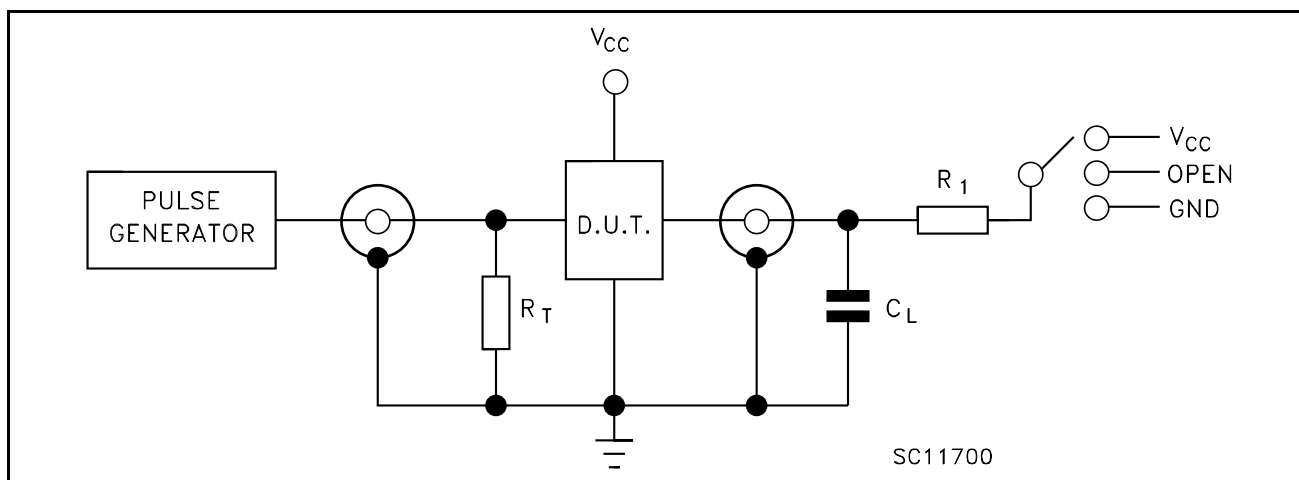 VCC
PULSE
GENERATOR
D.U.T.
RT
CL
R1
VCC
OPEN
GND
SC11700